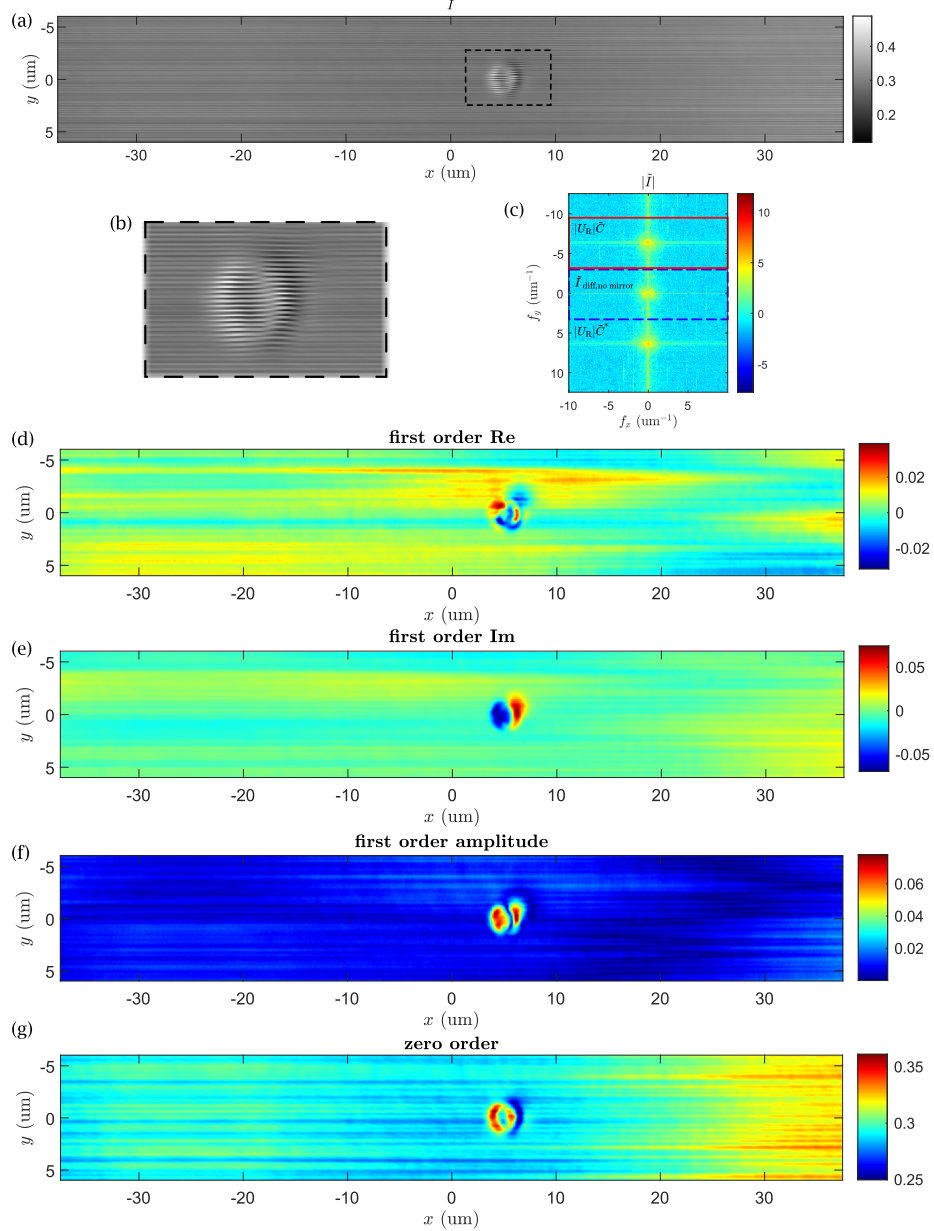 I
(a)
-5
0
5
y (um)
-30
-20
-10
0
10
20
30
x (um)
0.4
0.3
0.2
(b)
(c)
|Ĩ|
|U_R|C̃
Ĩ_diff,no mirror
|U_R|C̃*
-10
-5
0
5
10
f_y (um⁻¹)
-10
-5
0
5
f_x (um⁻¹)
10
5
0
-5
(d)
first order Re
-5
0
5
y (um)
-30
-20
-10
0
10
20
30
x (um)
0.02
0
-0.02
(e)
first order Im
-5
0
5
y (um)
-30
-20
-10
0
10
20
30
x (um)
0.05
0
-0.05
(f)
first order amplitude
-5
0
5
y (um)
-30
-20
-10
0
10
20
30
x (um)
0.06
0.04
0.02
(g)
zero order
-5
0
5
y (um)
-30
-20
-10
0
10
20
30
x (um)
0.35
0.3
0.25